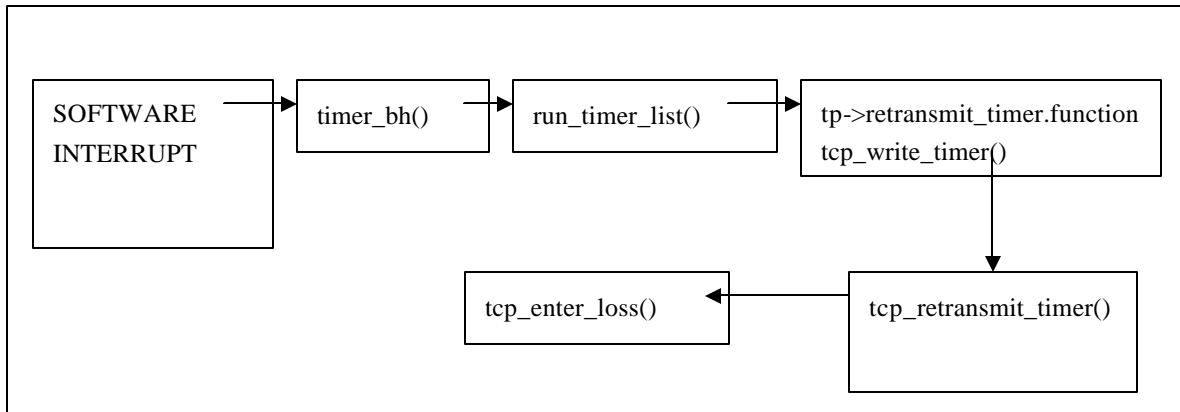 SOFTWARE
INTERRUPT
timer_bh()
run_timer_list()
tp->retransmit_timer.function
tcp_write_timer()
tcp_enter_loss()
tcp_retransmit_timer()